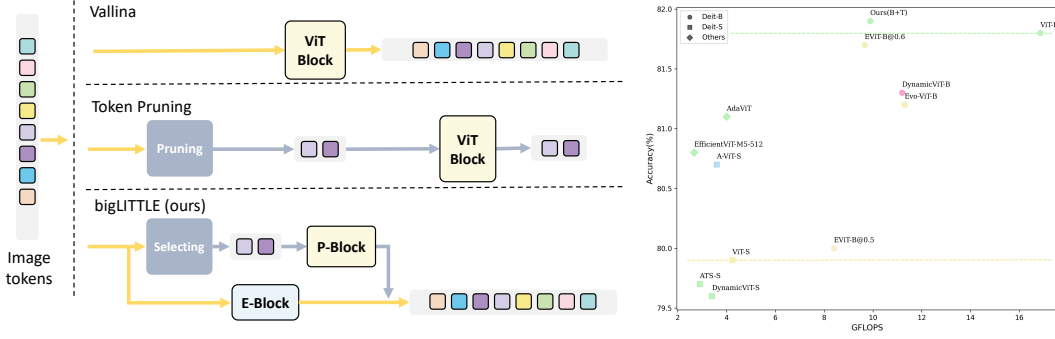 Image
tokens
Vallina
ViT
Block
Token Pruning
Pruning
ViT
Block
bigLITTLE (ours)
Selecting
P-Block
E-Block
Accuracy(%)
82.0
81.5
81.0
80.5
80.0
79.5
2
4
6
8
10
12
14
16
GFLOPS
Deit-B
Deit-S
Others
Ours(B+T)
EViT-B@0.6
DynamicViT-B
Evo-ViT-B
AdaViT
EfficientViT-M5-512
A-ViT-S
ViT-S
EViT-B@0.5
ATS-S
DynamicViT-S